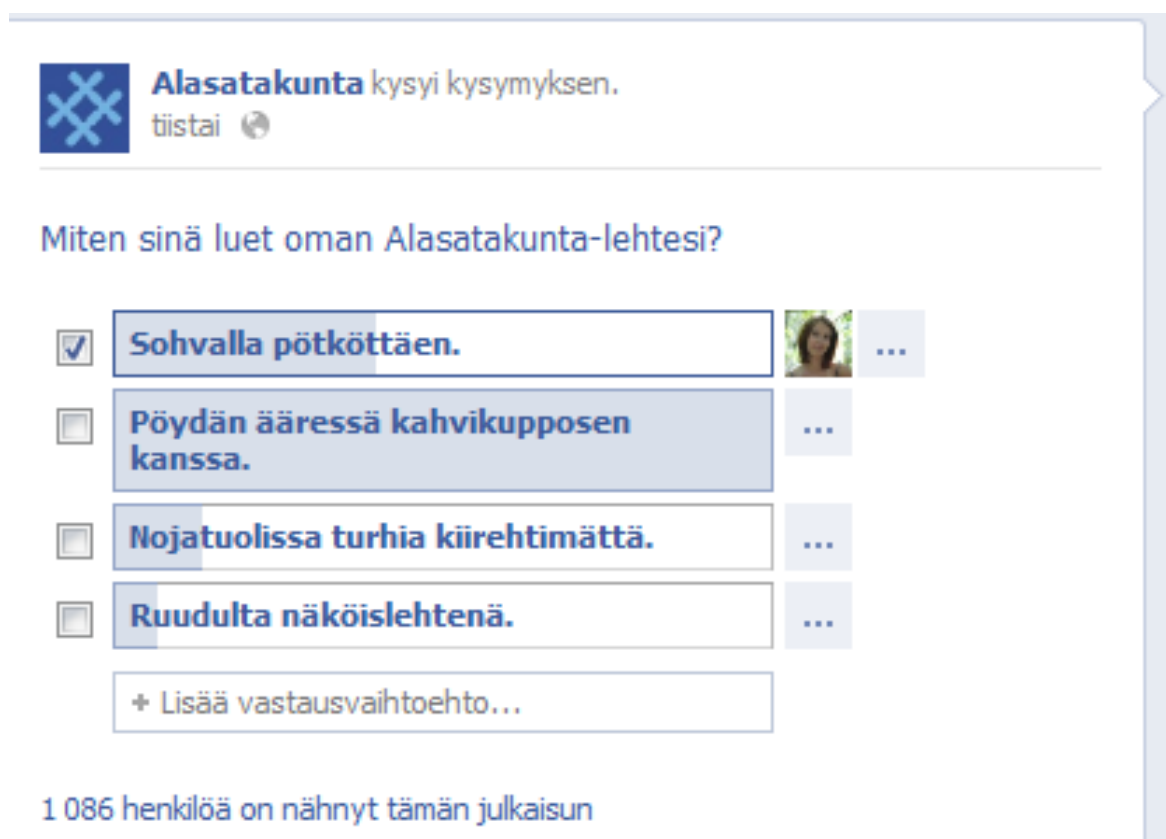 Alasatakunta kysyi kysymyksen.
tiistai
Miten sinä luet oman Alasatakunta-lehtesi?
Sohvalla pötköttäen.
...
Pöydän ääressä kahvikupposen
kanssa.
...
Nojatuolissa turhia kiirehtimättä.
...
Ruudulta näköislehtenä.
...
+ Lisää vastausvaihtoehto...
1 086 henkilöä on nähnyt tämän julkaisun